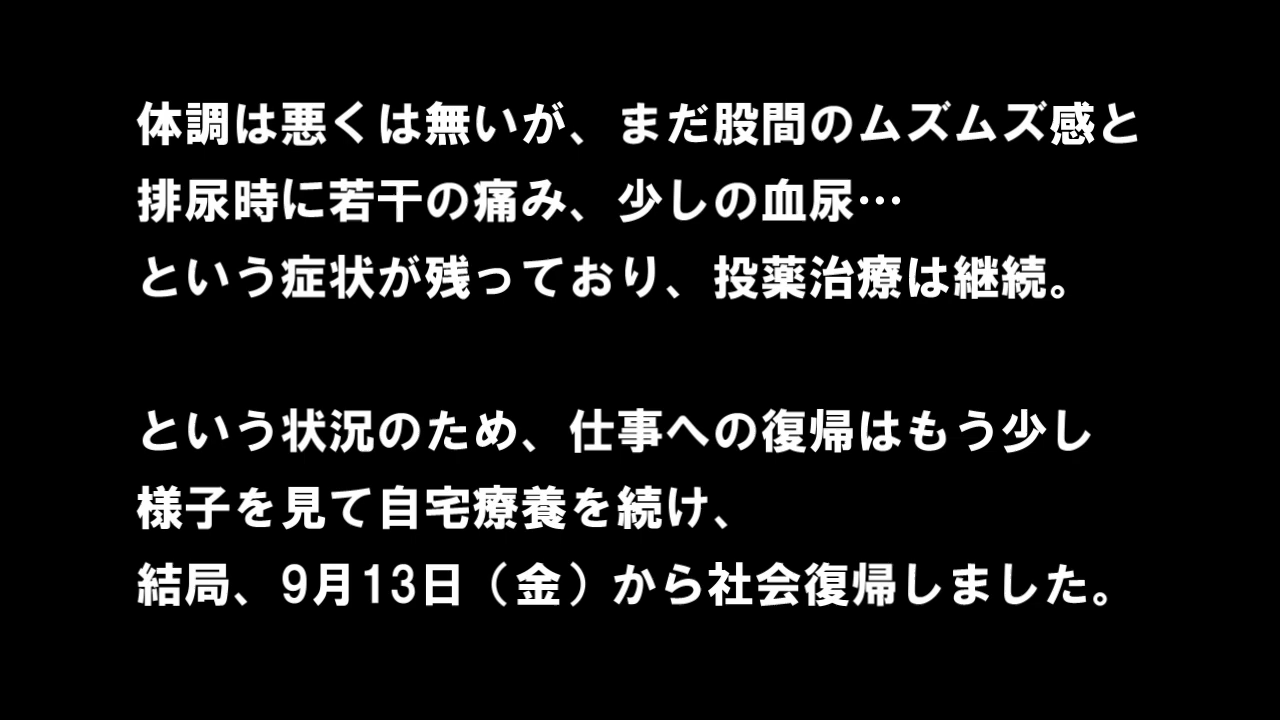 体調は悪くは無いが、まだ股間のムズムズ感と
排尿時に若干の痛み、少しの血尿…
という症状が残っており、投薬治療は継続。
という状況のため、仕事への復帰はもう少し
様子を見て自宅療養を続け、
結局、9月13日（金）から社会復帰しました。